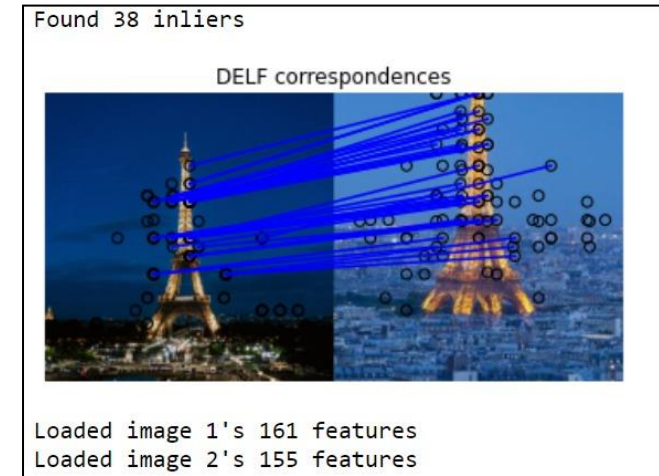 Found 38 inliers
DELF correspondences
Loaded image 1's 161 features
Loaded image 2's 155 features